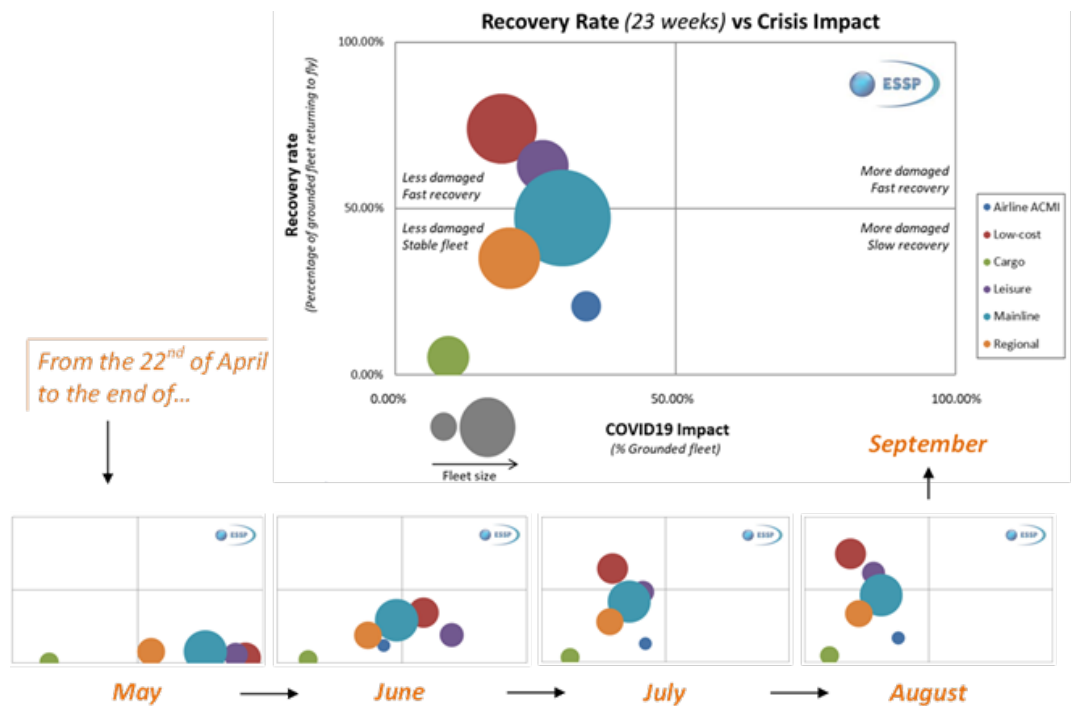 Recovery Rate (23 weeks) vs Crisis Impact
100.00%
ESSP
Recovery rate
(Percentage of grounded fleet returning to fly)
Less damaged
Fast recovery
More damaged
Fast recovery
50.00%
Less damaged
Stable fleet
More damaged
Slow recovery
Airline ACMI
Low-cost
Cargo
Leisure
Mainline
Regional
0.00%
0.00%
50.00%
100.00%
COVID19 Impact
(% Grounded fleet)
Fleet size
From the 22nd of April
to the end of...
September
ESSP
ESSP
ESSP
ESSP
May
June
July
August